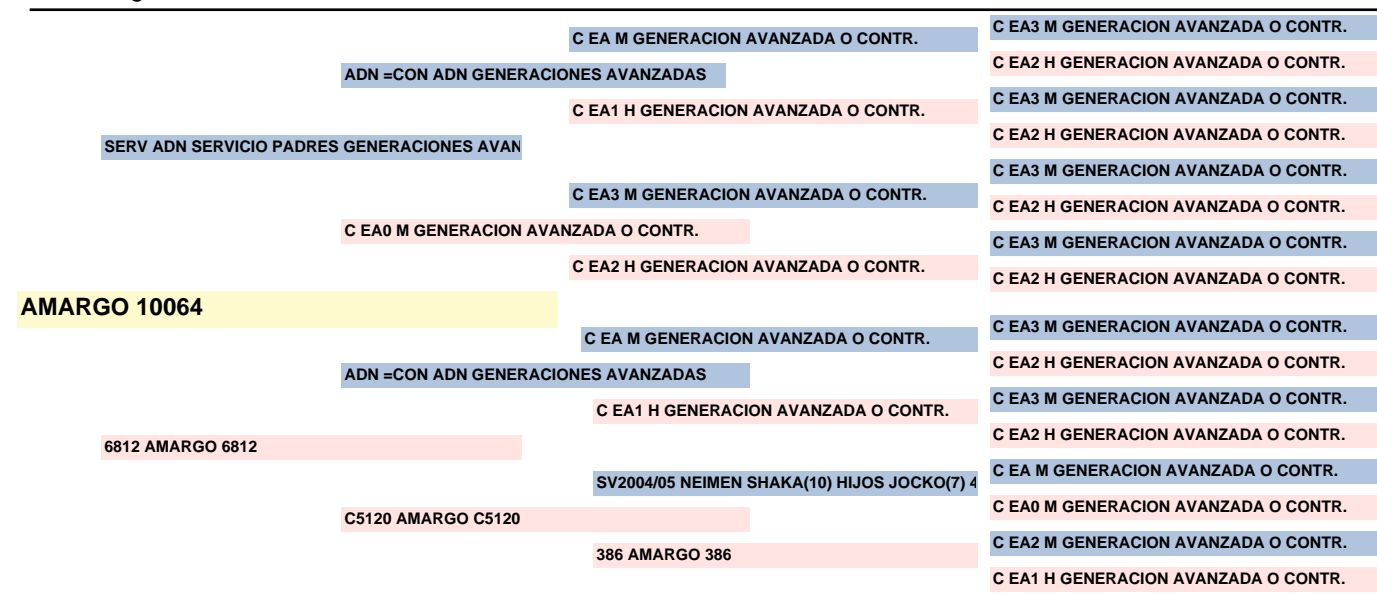 C EA3 M GENERACION AVANZADA O CONTR.
C EA M GENERACION AVANZADA O CONTR.
C EA2 H GENERACION AVANZADA O CONTR.
ADN =CON ADN GENERACIONES AVANZADAS
C EA3 M GENERACION AVANZADA O CONTR.
C EA1 H GENERACION AVANZADA O CONTR.
C EA2 H GENERACION AVANZADA O CONTR.
SERV ADN SERVICIO PADRES GENERACIONES AVAN
C EA3 M GENERACION AVANZADA O CONTR.
C EA3 M GENERACION AVANZADA O CONTR.
C EA2 H GENERACION AVANZADA O CONTR.
C EA0 M GENERACION AVANZADA O CONTR.
C EA3 M GENERACION AVANZADA O CONTR.
C EA2 H GENERACION AVANZADA O CONTR.
C EA2 H GENERACION AVANZADA O CONTR.
AMARGO 10064
C EA3 M GENERACION AVANZADA O CONTR.
C EA M GENERACION AVANZADA O CONTR.
C EA2 H GENERACION AVANZADA O CONTR.
ADN =CON ADN GENERACIONES AVANZADAS
C EA3 M GENERACION AVANZADA O CONTR.
C EA1 H GENERACION AVANZADA O CONTR.
C EA2 H GENERACION AVANZADA O CONTR.
6812 AMARGO 6812
C EA M GENERACION AVANZADA O CONTR.
SV2004/05 NEIMEN SHAKA(10) HIJOS JOCKO(7) 4
C EA0 M GENERACION AVANZADA O CONTR.
C5120 AMARGO C5120
C EA2 M GENERACION AVANZADA O CONTR.
386 AMARGO 386
C EA1 H GENERACION AVANZADA O CONTR.